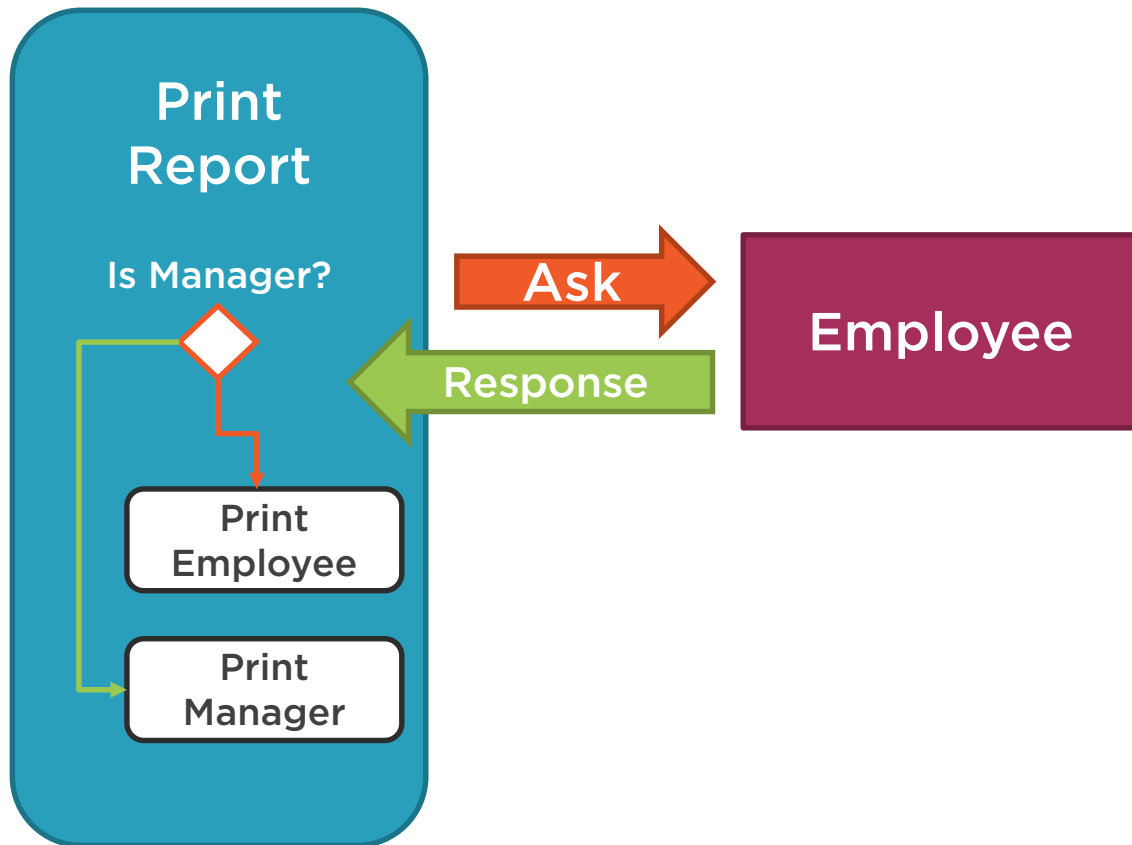 Print
Report
Is Manager?
Ask
Response
Employee
Print
Employee
Print
Manager